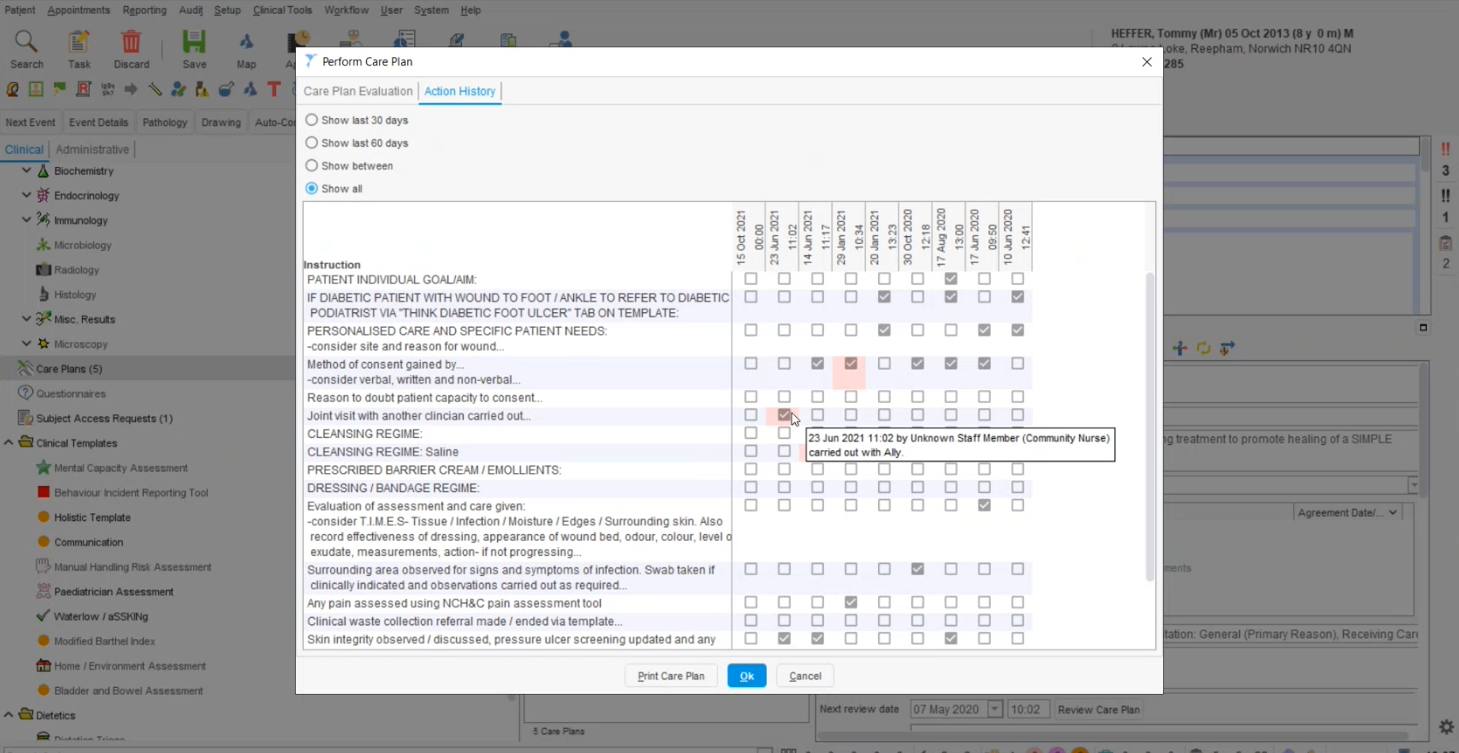 Patient Appointments Reporting Audit Setup Clinical Tools Workflow User System Help
Search Task Discard Save Map
HEFFER, Tommy (Mr) 05 Oct 2013 (8 y 0 m) M
oke, Reepham, Norwich NR10 4QN
285
Next Event Event Details Pathology Drawing Auto-Con
Clinical Administrative
Biochemistry
Endocrinology
Immunology
Microbiology
Radiology
Histology
Misc. Results
Microscopy
Care Plans (5)
Questionnaires
Subject Access Requests (1)
Clinical Templates
Mental Capacity Assessment
Behaviour Incident Reporting Tool
Holistic Template
Communication
Manual Handling Risk Assessment
Paediatrician Assessment
Waterlow / aSSKINg
Modified Barthel Index
Home / Environment Assessment
Bladder and Bowel Assessment
Dietetics
Perform Care Plan
Care Plan Evaluation Action History
Show last 30 days
Show last 60 days
Show between
Show all
Instruction
15 Oct 2021 00:00
23 Jun 2021 11:02
14 Jun 2021 11:17
29 Jan 2021 10:34
20 Jan 2021 13:23
30 Oct 2020 12:18
17 Aug 2020 13:00
17 Jun 2020 09:50
10 Jun 2020 12:41
PATIENT INDIVIDUAL GOAL/AIM:
IF DIABETIC PATIENT WITH WOUND TO FOOT / ANKLE TO REFER TO DIABETIC
PODIATRIST VIA "THINK DIABETIC FOOT ULCER" TAB ON TEMPLATE:
PERSONALISED CARE AND SPECIFIC PATIENT NEEDS:
-consider site and reason for wound...
Method of consent gained by...
-consider verbal, written and non-verbal...
Reason to doubt patient capacity to consent...
Joint visit with another clincian carried out...
CLEANSING REGIME:
CLEANSING REGIME: Saline
PRESCRIBED BARRIER CREAM / EMOLLIENTS:
DRESSING / BANDAGE REGIME:
Evaluation of assessment and care given:
-consider T.I.M.E.S- Tissue / Infection / Moisture / Edges / Surrounding skin. Also
record effectiveness of dressing, appearance of wound bed, odour, colour, level o
exudate, measurements, action- if not progressing...
Surrounding area observed for signs and symptoms of infection. Swab taken if
clinically indicated and observations carried out as required...
Any pain assessed using NCH&C pain assessment tool
Clinical waste collection referral made / ended via template...
Skin integrity observed / discussed, pressure ulcer screening updated and any
23 Jun 2021 11:02 by Unknown Staff Member (Community Nurse)
carried out with Ally.
Print Care Plan Ok Cancel
!!
3
!!
1
2
ng treatment to promote healing of a SIMPLE
Agreement Date/...
ments
tation: General (Primary Reason), Receiving Care
5 Care Plans
Next review date 07 May 2020 10:02 Review Care Plan